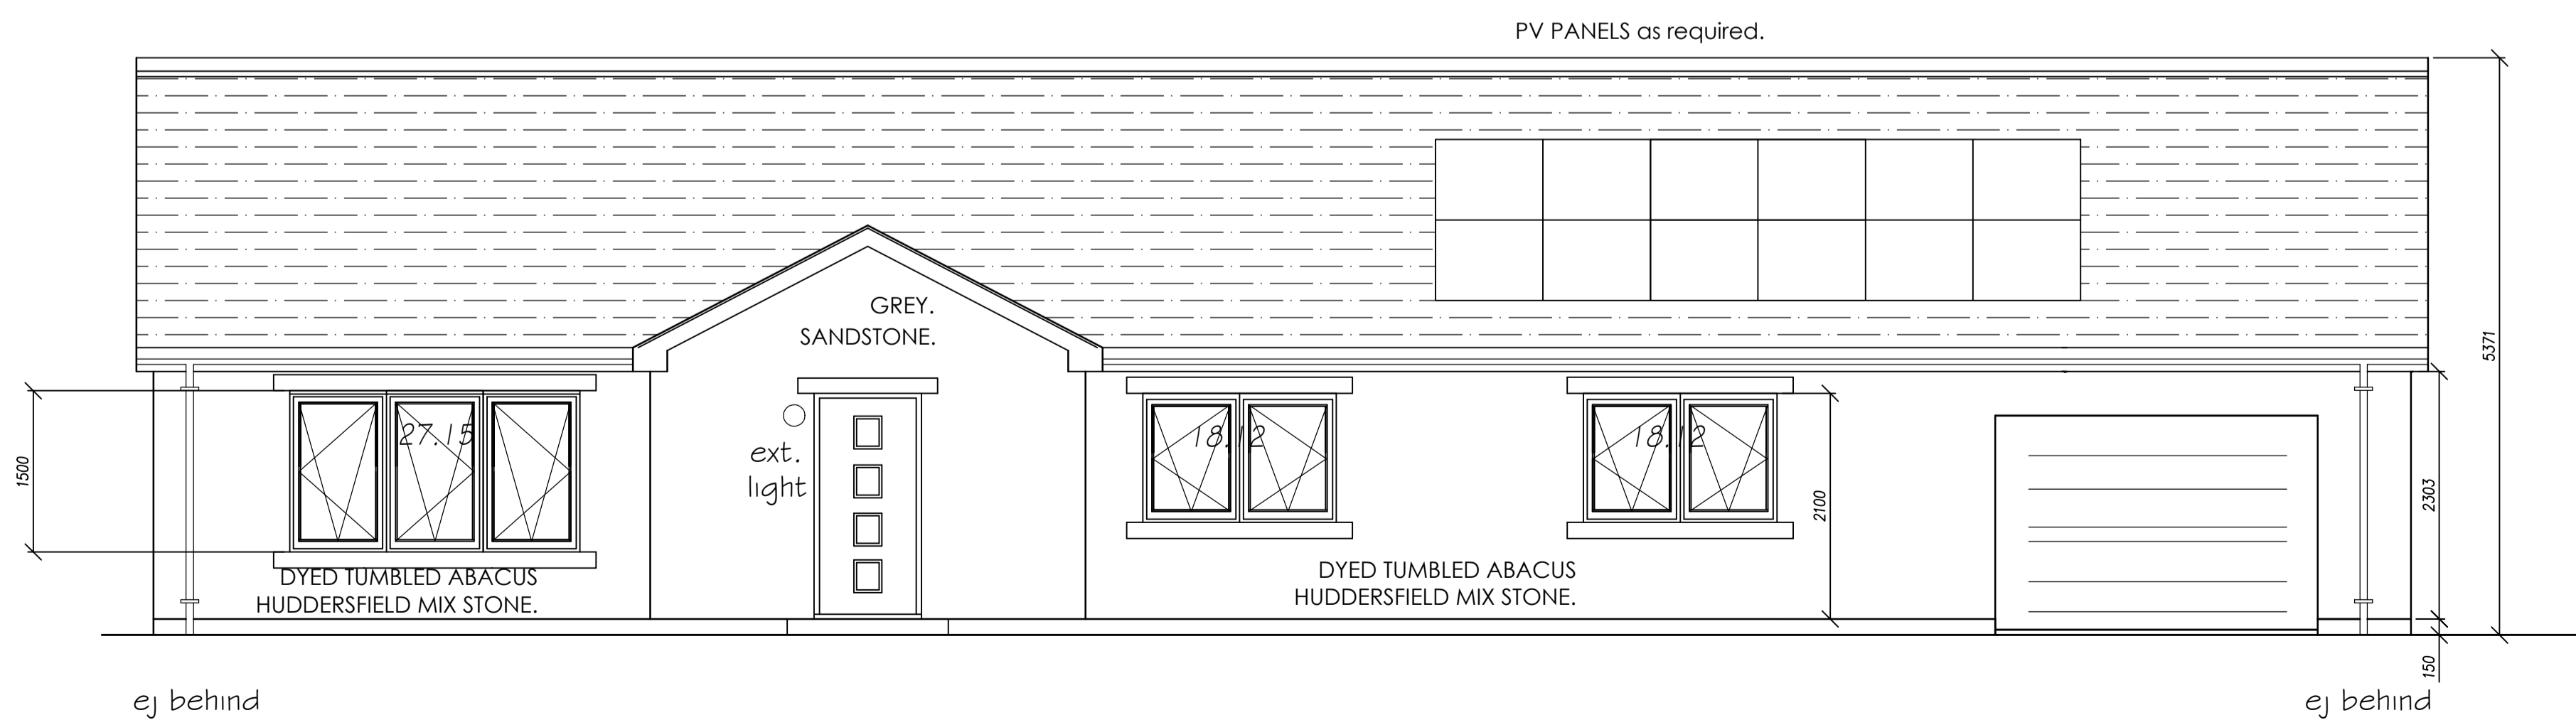 PV PANELS as required.
5371
GREY.
SANDSTONE.
27.15
18.12
18.12
ext.
light
1500
2100
2303
DYED TUMBLED ABACUS
HUDDERSFIELD MIX STONE.
DYED TUMBLED ABACUS
HUDDERSFIELD MIX STONE.
150
ej behind
ej behind